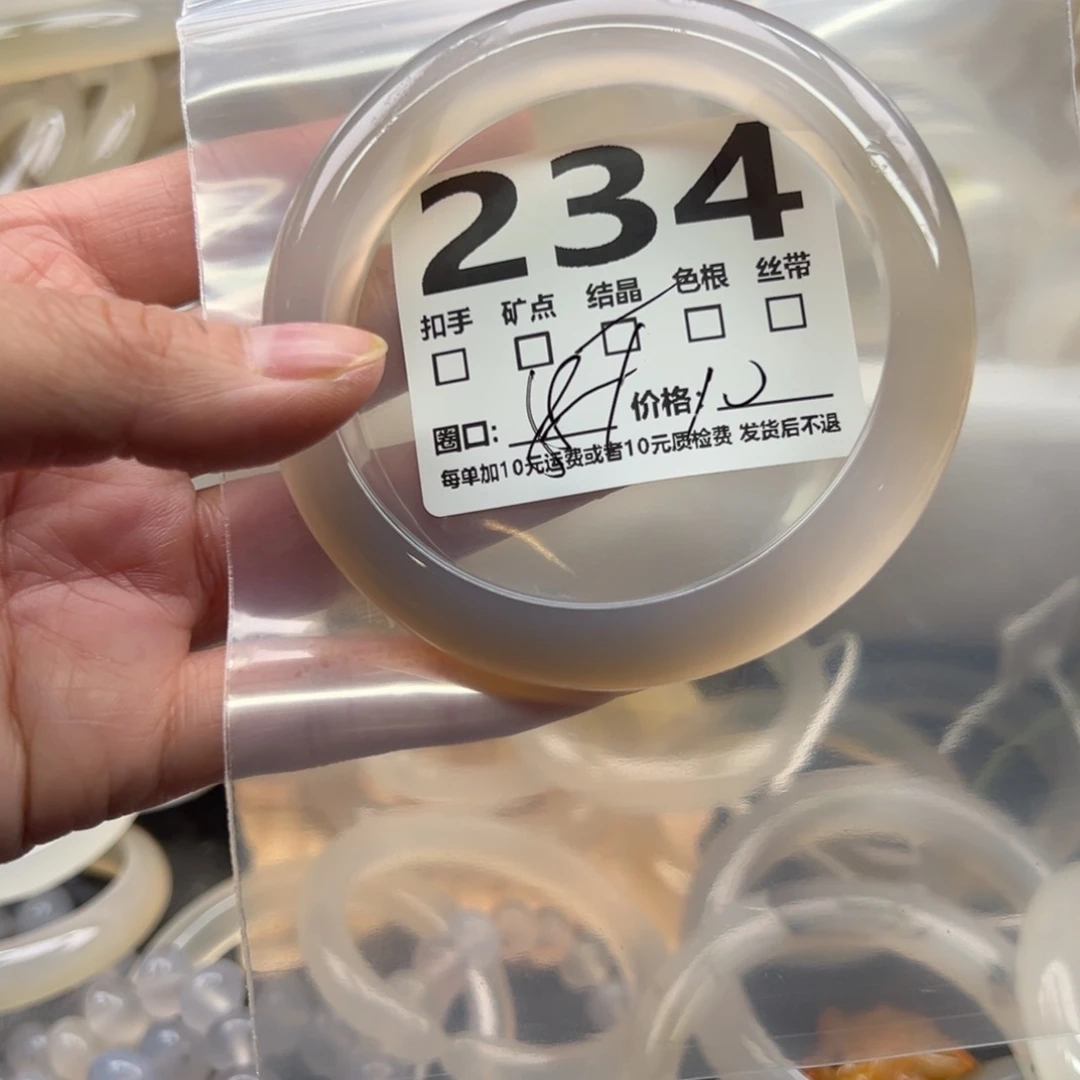 234
扣手 矿点 结晶 色根 丝带
圈口: 价格:
每单加10元运费或者10元质检费 发货后不退